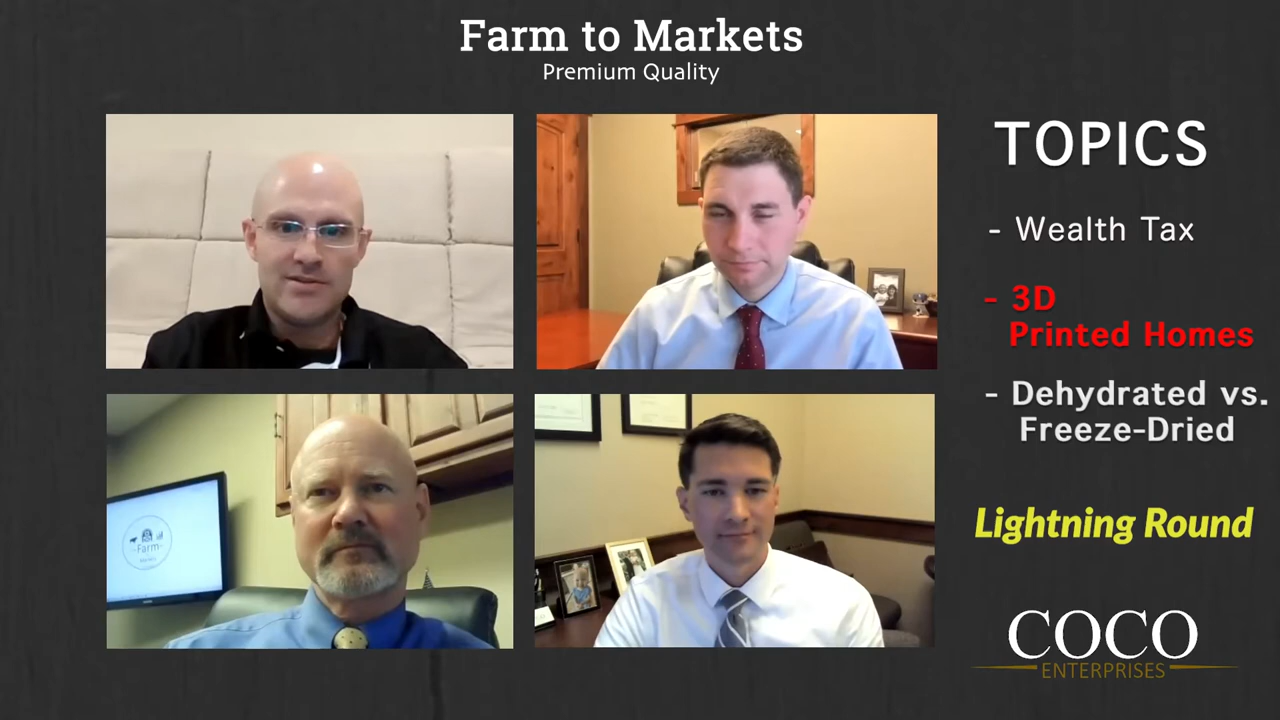 Farm to Markets
Premium Quality
TOPICS
- Wealth Tax
- 3D
Printed Homes
- Dehydrated vs.
Freeze-Dried
Lightning Round
COCO
ENTERPRISES
-Farm-